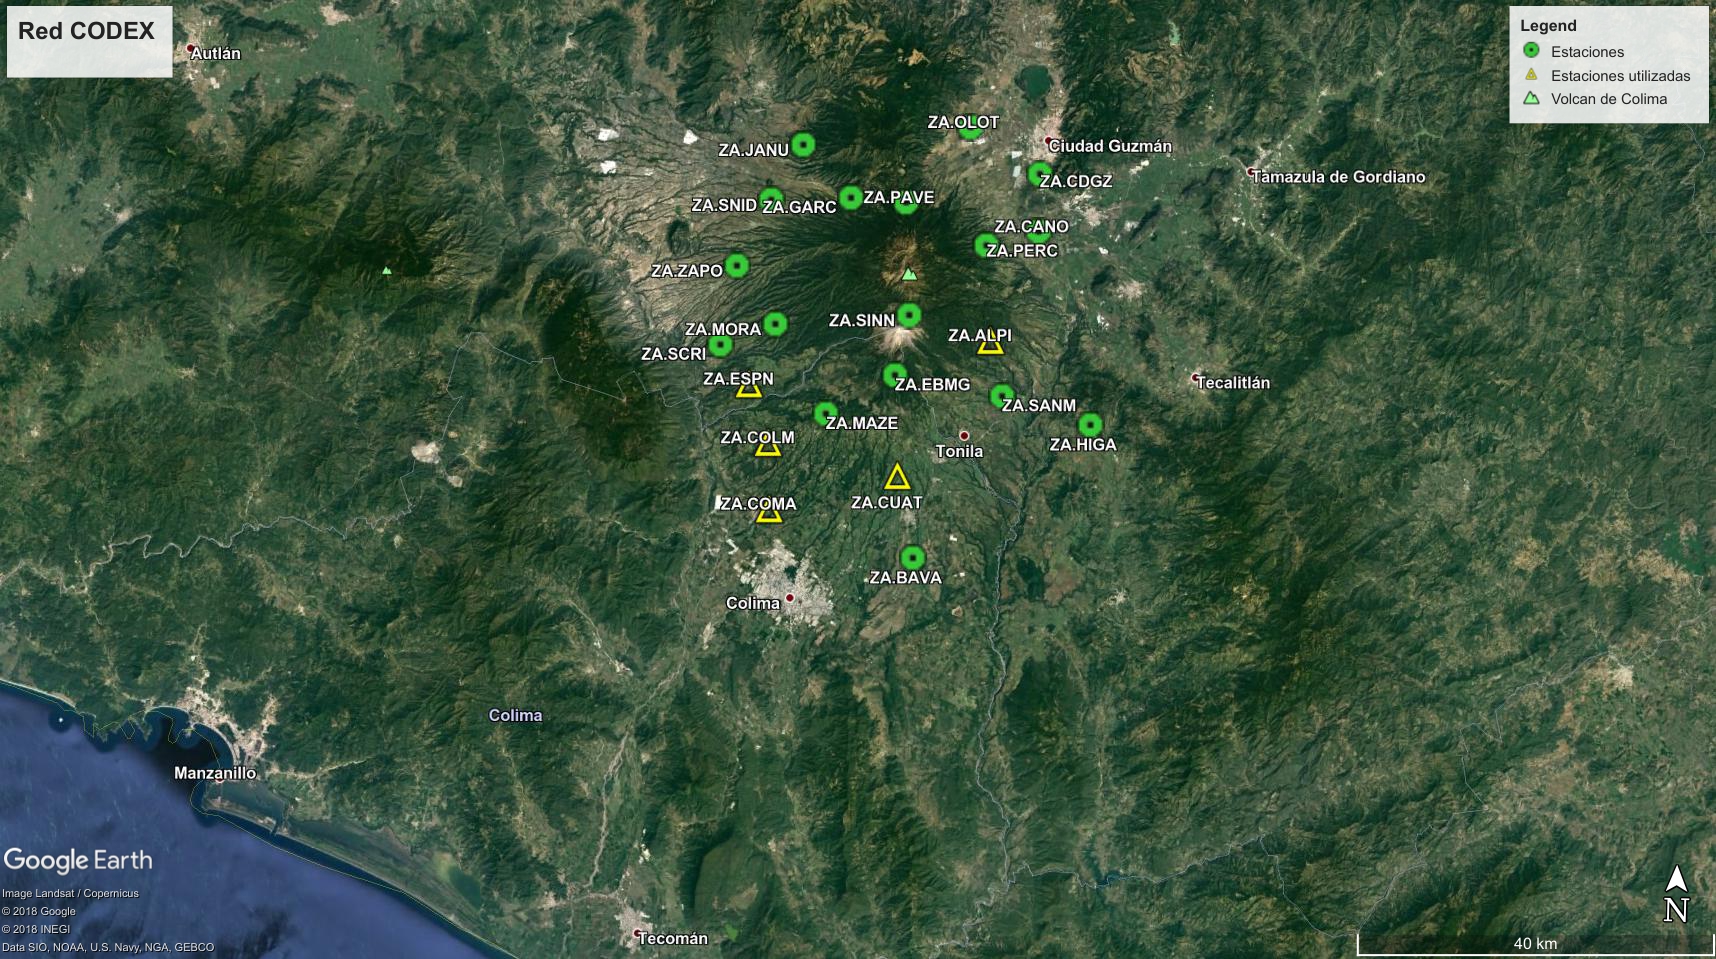 Red CODEX
Legend
Estaciones
Estaciones utilizadas
Volcan de Colima
Autlán
ZA.OLOT
Ciudad Guzmán
ZA.JANU
Tamazula de Gordiano
ZA.CDGZ
ZA.SNID
ZA.GARC
ZA.PAVE
ZA.CANO
ZA.PERC
ZA.ZAPO
ZA.SINN
ZA.MORA
ZA.ALPI
ZA.SCRI
ZA.ESPN
ZA.EBMG
Tecalitlán
ZA.SANM
ZA.MAZE
ZA.COLM
ZA.HIGA
Tonila
ZA.COMA
ZA.CUAT
ZA.BAVA
Colima
Colima
Manzanillo
Tecomán
Google Earth
Image Landsat / Copernicus
© 2018 Google
© 2018 INEGI
Data SIO, NOAA, U.S. Navy, NGA, GEBCO
N
40 km